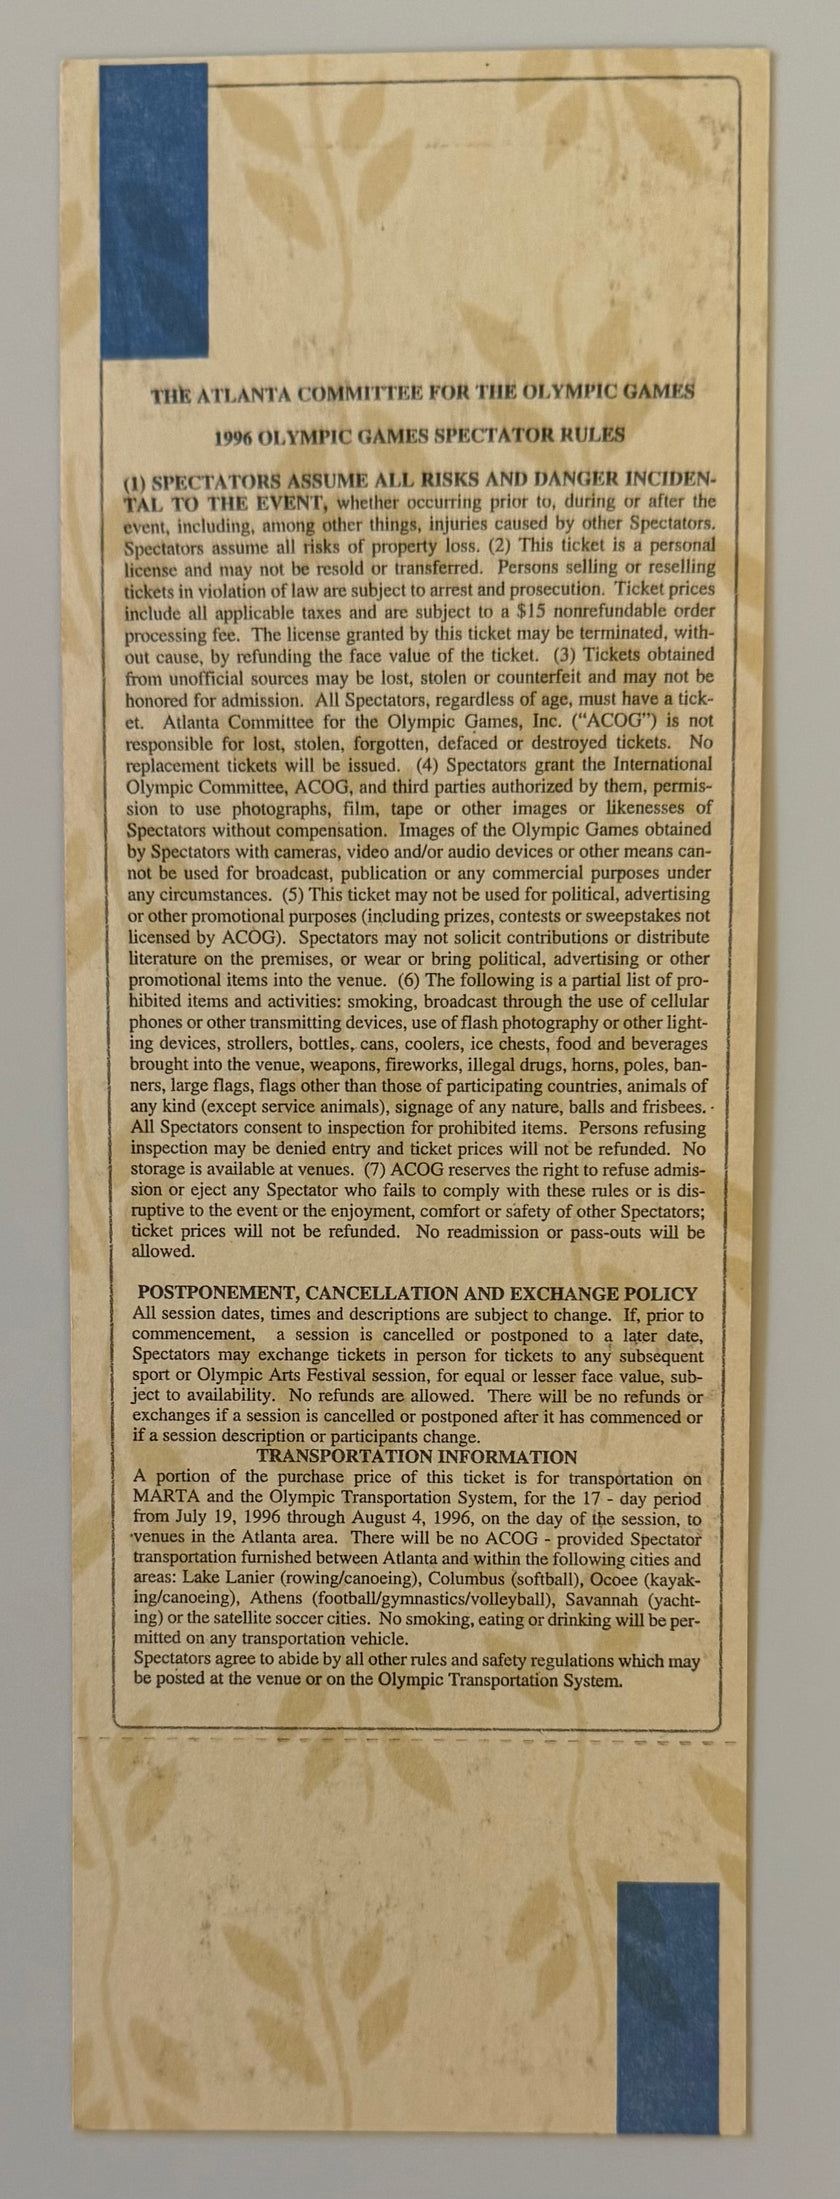 THE ATLANTA COMMITTEE FOR THE OLYMPIC GAMES
1996 OLYMPIC GAMES SPECTATOR RULES
(1) SPECTATORS ASSUME ALL RISKS AND DANGER INCIDEN-
TAL TO THE EVENT, whether occurring prior to, during or after the
event, including, among other things, injuries caused by other Spectators.
Spectators assume all risks of property loss. (2) This ticket is a personal
license and may not be resold or transferred. Persons selling or reselling
tickets in violation of law are subject to arrest and prosecution. Ticket prices
include all applicable taxes and are subject to a $15 nonrefundable order
processing fee. The license granted by this ticket may be terminated, with-
out cause, by refunding the face value of the ticket. (3) Tickets obtained
from unofficial sources may be lost, stolen or counterfeit and may not be
honored for admission. All Spectators, regardless of age, must have a tick-
et. Atlanta Committee for the Olympic Games, Inc. (“ACOG”) is not
responsible for lost, stolen, forgotten, defaced or destroyed tickets. No
replacement tickets will be issued. (4) Spectators grant the International
Olympic Committee, ACOG, and third parties authorized by them, permis-
sion to use photographs, film, tape or other images or likenesses of
Spectators without compensation. Images of the Olympic Games obtained
by Spectators with cameras, video and/or audio devices or other means can-
not be used for broadcast, publication or any commercial purposes under
any circumstances. (5) This ticket may not be used for political, advertising
or other promotional purposes (including prizes, contests or sweepstakes not
licensed by ACOG). Spectators may not solicit contributions or distribute
literature on the premises, or wear or bring political, advertising or other
promotional items into the venue. (6) The following is a partial list of pro-
hibited items and activities: smoking, broadcast through the use of cellular
phones or other transmitting devices, use of flash photography or other light-
ing devices, strollers, bottles, cans, coolers, ice chests, food and beverages
brought into the venue, weapons, fireworks, illegal drugs, horns, poles, ban-
ners, large flags, flags other than those of participating countries, animals of
any kind (except service animals), signage of any nature, balls and frisbees.
All Spectators consent to inspection for prohibited items. Persons refusing
inspection may be denied entry and ticket prices will not be refunded. No
storage is available at venues. (7) ACOG reserves the right to refuse admis-
sion or eject any Spectator who fails to comply with these rules or is dis-
ruptive to the event or the enjoyment, comfort or safety of other Spectators;
ticket prices will not be refunded. No readmission or pass-outs will be
allowed.
POSTPONEMENT, CANCELLATION AND EXCHANGE POLICY
All session dates, times and descriptions are subject to change. If, prior to
commencement, a session is cancelled or postponed to a later date,
Spectators may exchange tickets in person for tickets to any subsequent
sport or Olympic Arts Festival session, for equal or lesser face value, sub-
ject to availability. No refunds are allowed. There will be no refunds or
exchanges if a session is cancelled or postponed after it has commenced or
if a session description or participants change.
TRANSPORTATION INFORMATION
A portion of the purchase price of this ticket is for transportation on
MARTA and the Olympic Transportation System, for the 17 - day period
from July 19, 1996 through August 4, 1996, on the day of the session, to
venues in the Atlanta area. There will be no ACOG - provided Spectator
transportation furnished between Atlanta and within the following cities and
areas: Lake Lanier (rowing/canoeing), Columbus (softball), Ocoee (kayak-
ing/canoeing), Athens (football/gymnastics/volleyball), Savannah (yacht-
ing) or the satellite soccer cities. No smoking, eating or drinking will be per-
mitted on any transportation vehicle.
Spectators agree to abide by all other rules and safety regulations which may
be posted at the venue or on the Olympic Transportation System.